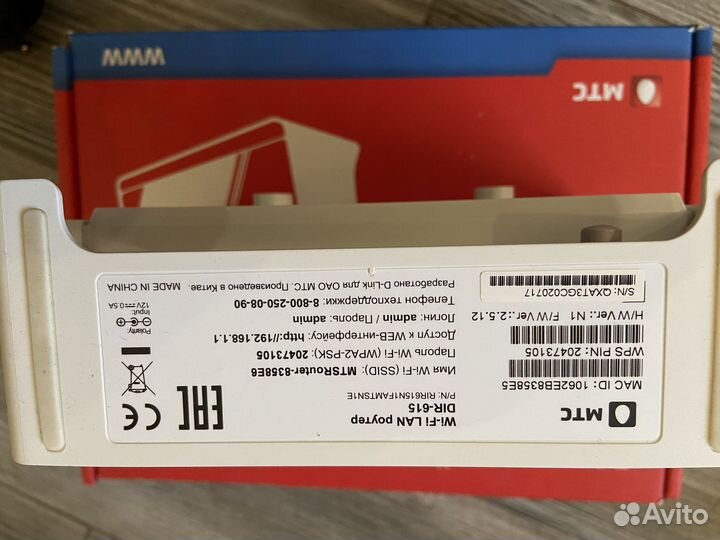 WWW
МТС
Wi-Fi LAN роутер
DIR-615
P/N: RIR615N1FAMTSN1E
Имя Wi-Fi (SSID): MTSRouter-8358E6
Пароль Wi-Fi (WPA2-PSK) 20473105
Доступ к WEB-интерфейсу: http://192.168.1.1
Логин: admin / Пароль: admin
Телефон техподдержки: 8-800-250-08-90
Разработано D-Link для ОАО МТС. Произведено в Китае. MADE IN CHINA
МТС
MAC ID: 1062EB8358E5
WPS PIN: 20473105
H/W Ver.: N1 F/W Ver.: 2.5.12
S/N: QXAT3GC020717
CE
EAC
Polarity:
Input:
12V⎓0.5A
Avito